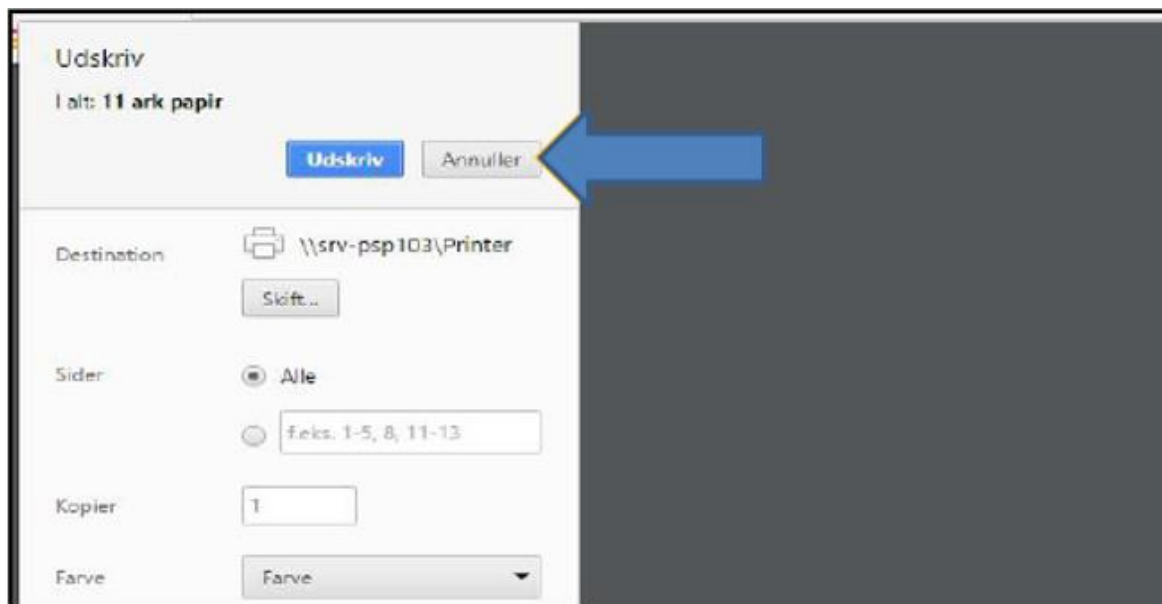 Udskriv
I alt: 11 ark papir
Udskriv Annuller
Destination \\srv-psp103\Printer
Skift...
Sider Alle
f.eks. 1-5, 8, 11-13
Kopier 1
Farve Farve